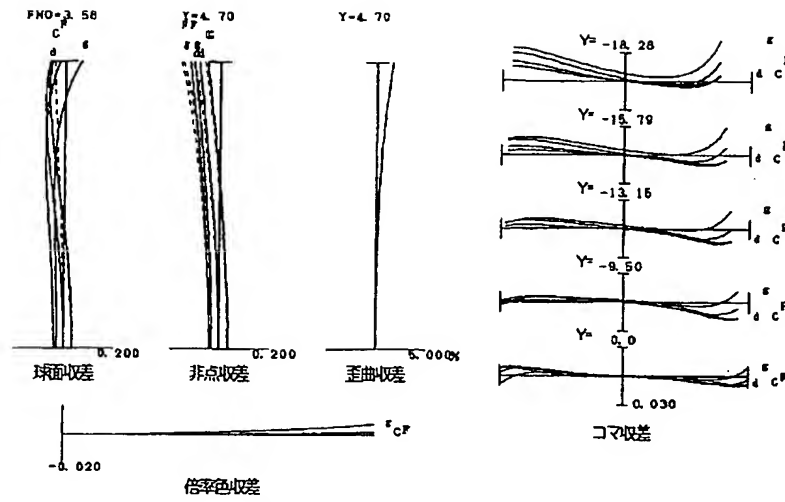 FNO=3.58
C F
d g
球面収差
0.200
Y=4.70
非点収差
0.200
Y=4.70
歪曲収差
5.000%
g C F
-0.020
倍率色収差
Y= -18.28
g
d C F
Y= -15.79
g
d C F
Y= -13.15
g
d C F
Y= -9.50
g
d C F
Y= 0.0
g
d C F
0.030
コマ収差